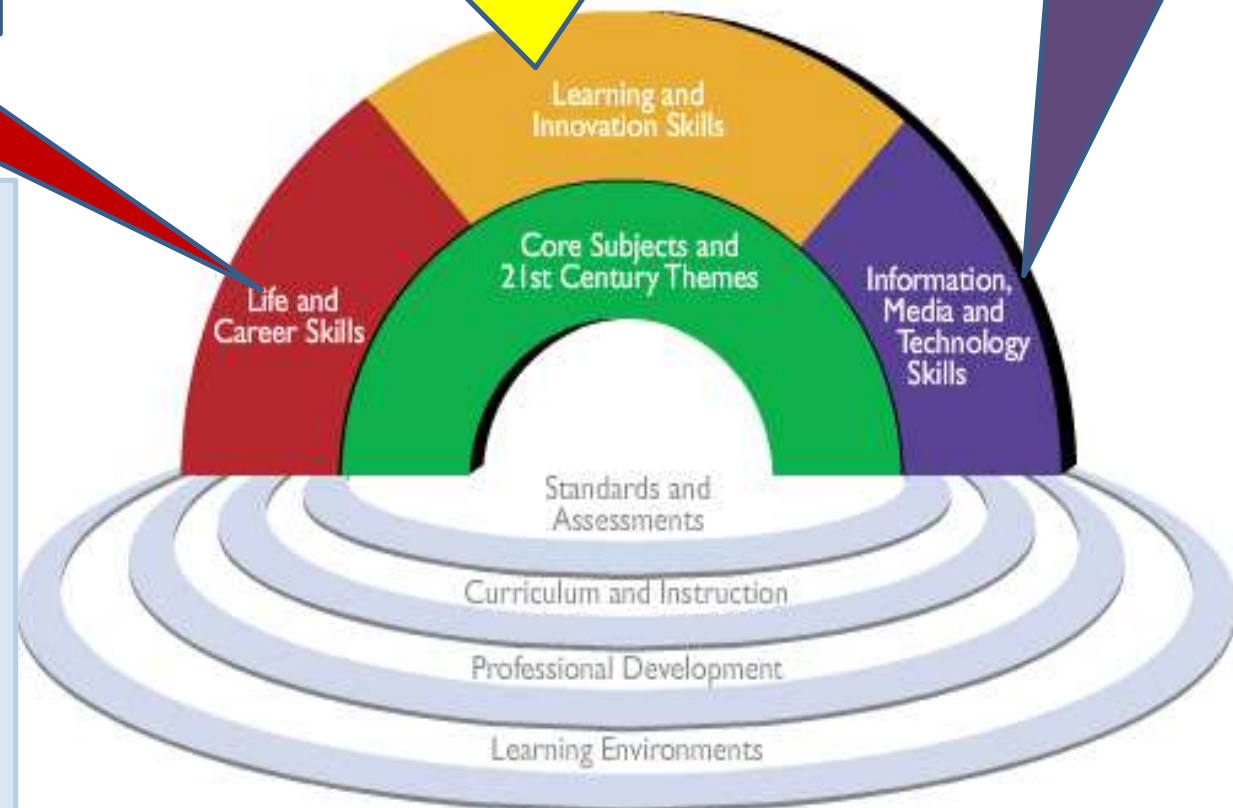 Learning and
Innovation Skills
Core Subjects and
21st Century Themes
Life and
Career Skills
Information,
Media and
Technology
Skills
Standards and
Assessments
Curriculum and Instruction
Professional Development
Learning Environments